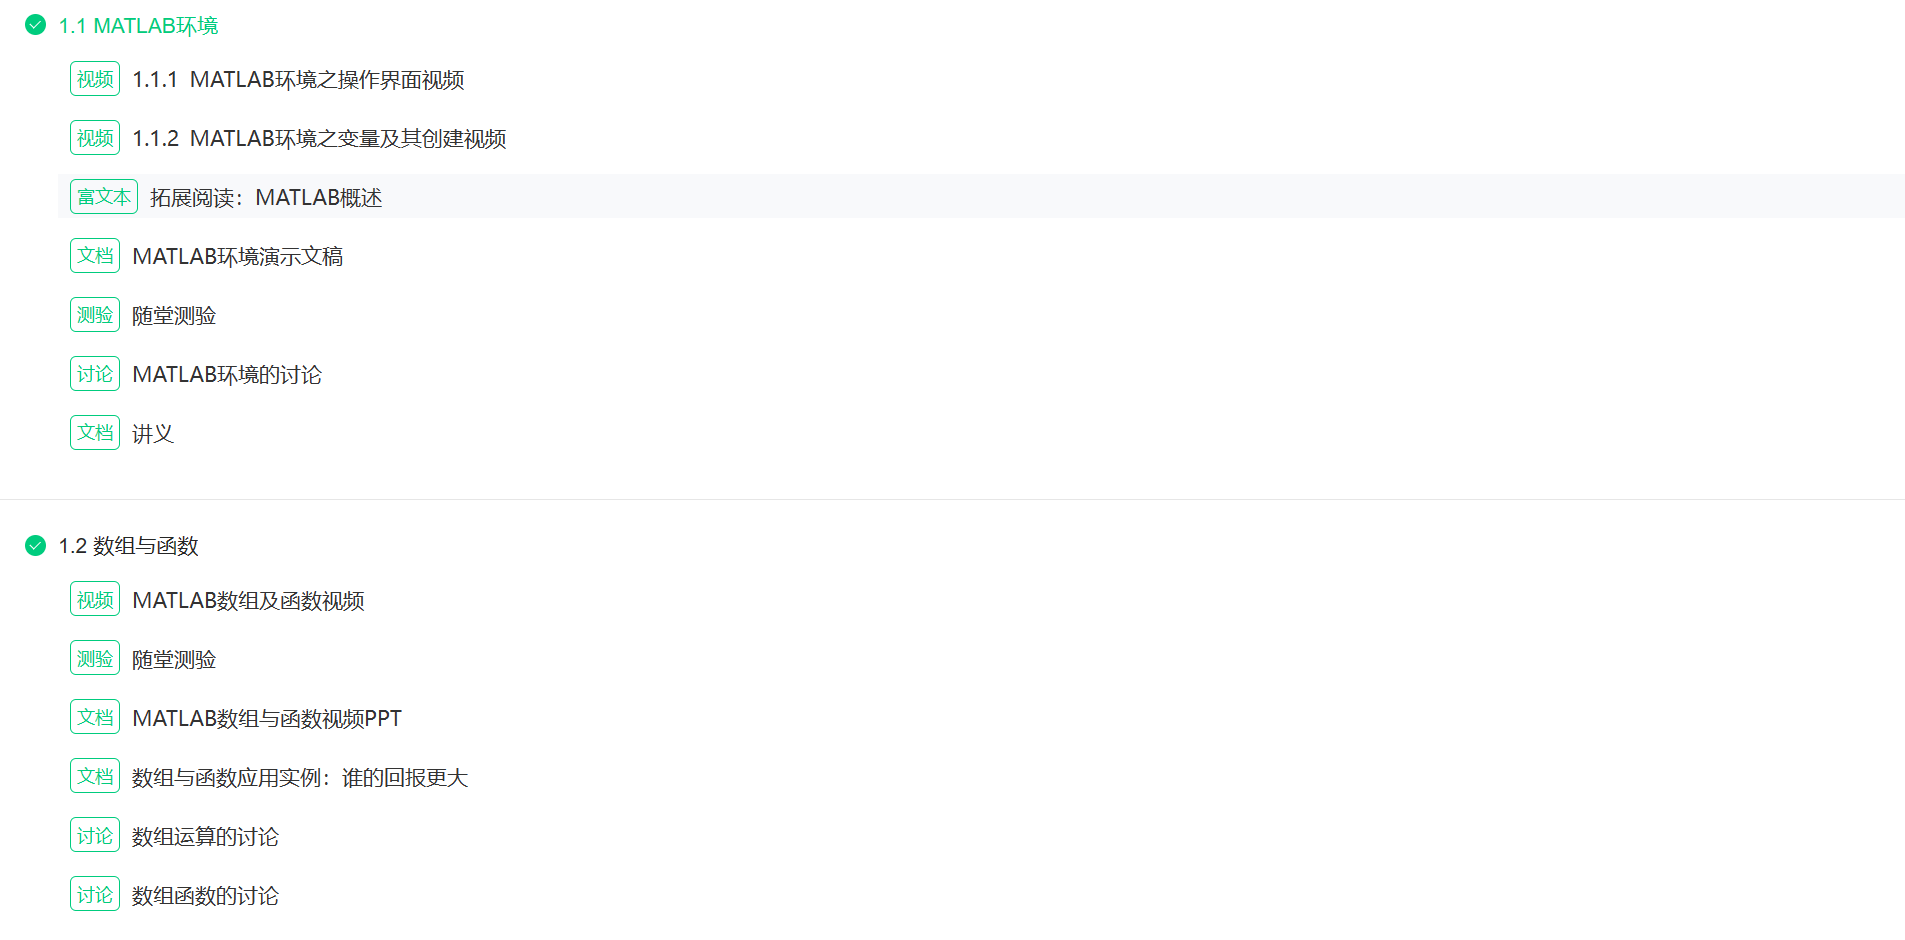 1.1 MATLAB环境
视频 1.1.1 MATLAB环境之操作界面视频
视频 1.1.2 MATLAB环境之变量及其创建视频
富文本 拓展阅读：MATLAB概述
文档 MATLAB环境演示文稿
测验 随堂测验
讨论 MATLAB环境的讨论
文档 讲义
1.2 数组与函数
视频 MATLAB数组及函数视频
测验 随堂测验
文档 MATLAB数组与函数视频PPT
文档 数组与函数应用实例：谁的回报更大
讨论 数组运算的讨论
讨论 数组函数的讨论